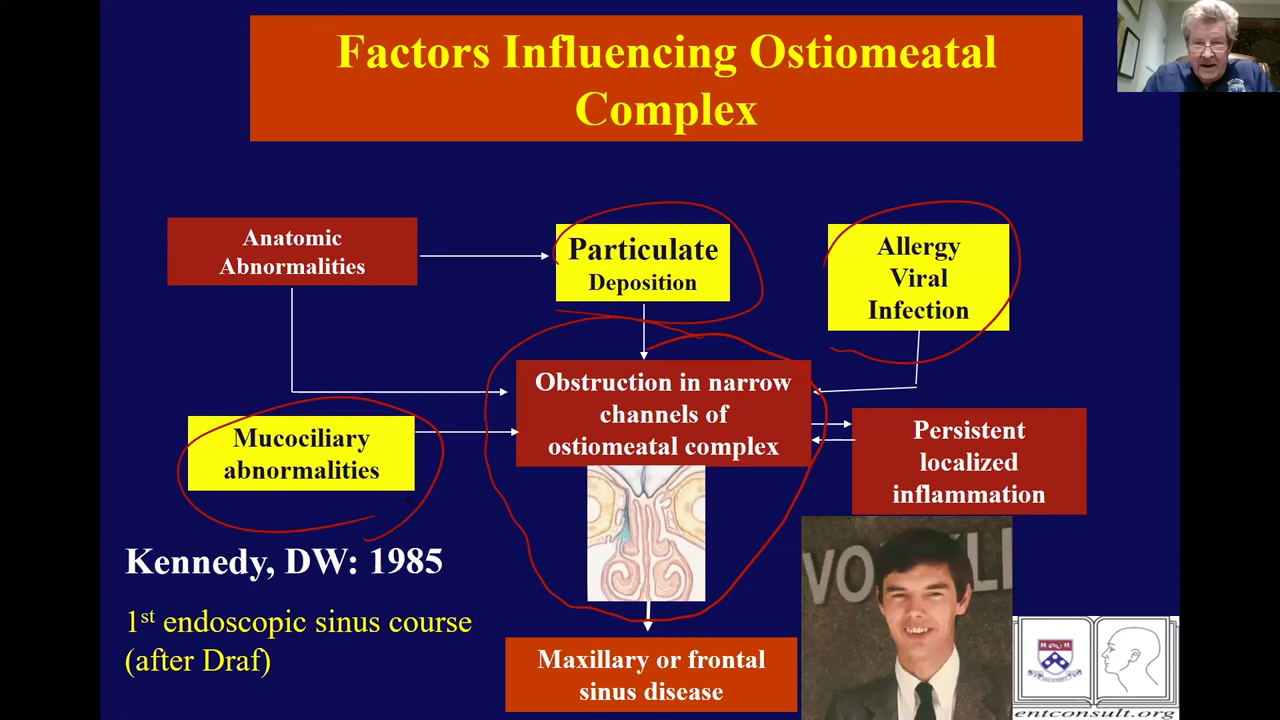 Factors Influencing Ostiomeatal
Complex
Anatomic
Abnormalities
Particulate
Deposition
Allergy
Viral
Infection
Obstruction in narrow
channels of
ostiomeatal complex
Mucociliary
abnormalities
Persistent
localized
inflammation
Kennedy, DW: 1985
1st endoscopic sinus course
(after Draf)
Maxillary or frontal
sinus disease
entconsult.org